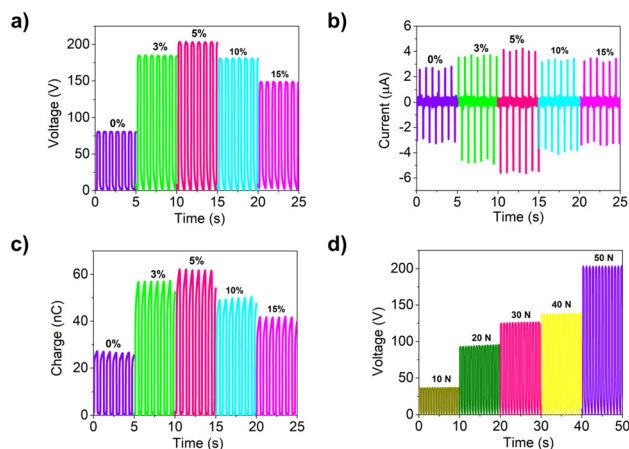 a)
Voltage (V)
200
150
100
50
0
0%
3%
5%
10%
15%
0 5 10 15 20 25
Time (s)
b)
Current (µA)
6
4
2
0
-2
-4
-6
0%
3%
5%
10%
15%
0 5 10 15 20 25
Time (s)
c)
Charge (nC)
60
40
20
0
0%
3%
5%
10%
15%
0 5 10 15 20 25
Time (s)
d)
Voltage (V)
200
150
100
50
0
10 N
20 N
30 N
40 N
50 N
0 10 20 30 40 50
Time (s)